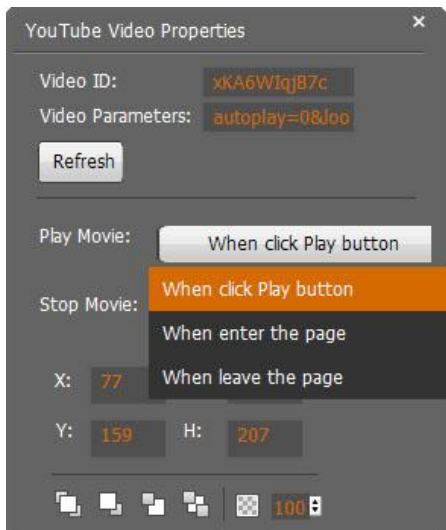 YouTube Video Properties
Video ID: xKA6WIqjB7c
Video Parameters: autoplay=0&loo
Refresh
Play Movie: When click Play button
When click Play button
Stop Movie:
When enter the page
When leave the page
X: 77
Y: 159 H: 207
100